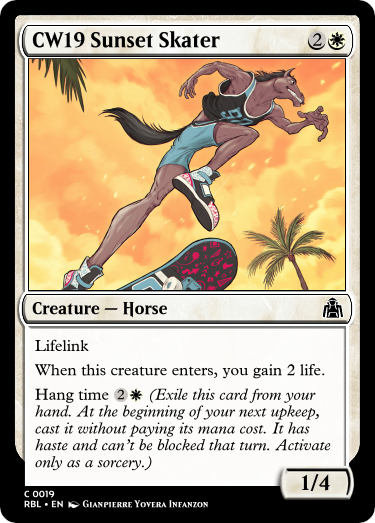 CW19 Sunset Skater 2
Creature — Horse
Lifelink
When this creature enters, you gain 2 life.
Hang time 2 (Exile this card from your
hand. At the beginning of your next upkeep,
cast it without paying its mana cost. It has
haste and can't be blocked that turn. Activate
only as a sorcery.)
1/4
C 0019
RBL • EN Gianpierre Yovera Infanzon